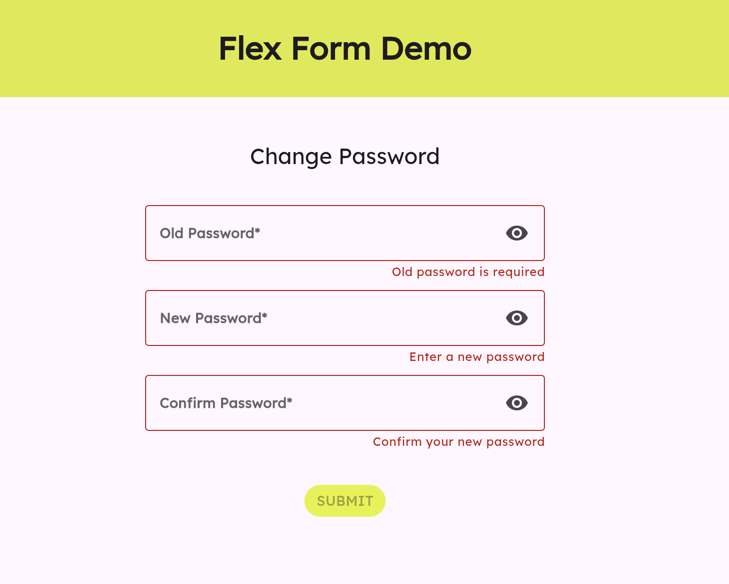 Flex Form Demo
Change Password
Old Password*
Old password is required
New Password*
Enter a new password
Confirm Password*
Confirm your new password
SUBMIT